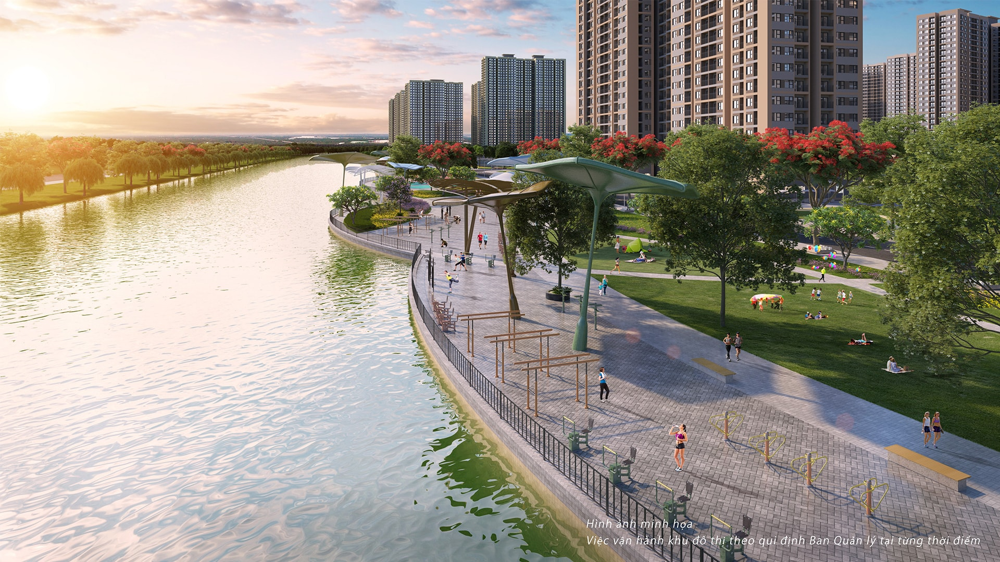 Hình ảnh minh họa
Việc vận hành khu đô thị theo qui định Ban Quản lý tại từng thời điểm